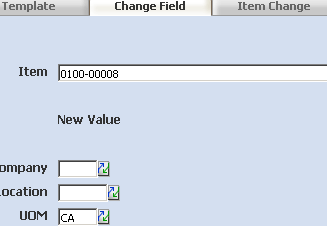 Template Change Field Item Change
Item 0100-00008
New Value
ompany
ocation
UOM CA